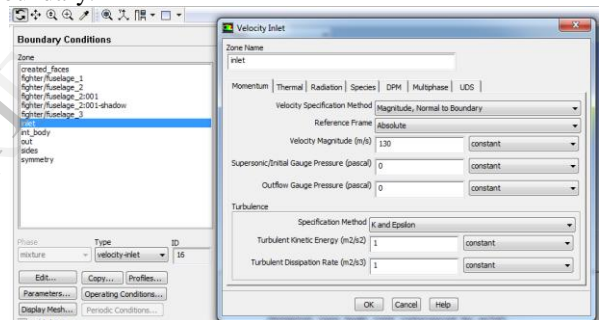 Boundary Conditions
Zone
created_faces
fighter/fuselage_1
fighter/fuselage_2
fighter/fuselage_2:001
fighter/fuselage_2:001-shadow
fighter/fuselage_3
inlet
int_body
out
sides
symmetry
Phase Type ID
mixture velocity-inlet 16
Edit... Copy... Profiles...
Parameters... Operating Conditions...
Display Mesh... Periodic Conditions...
Velocity Inlet
Zone Name
inlet
Momentum Thermal Radiation Species DPM Multiphase UDS
Velocity Specification Method Magnitude, Normal to Boundary
Reference Frame Absolute
Velocity Magnitude (m/s) 130 constant
Supersonic/Initial Gauge Pressure (pascal) 0 constant
Outflow Gauge Pressure (pascal) 0 constant
Turbulence
Specification Method K and Epsilon
Turbulent Kinetic Energy (m2/s2) 1 constant
Turbulent Dissipation Rate (m2/s3) 1 constant
OK Cancel Help